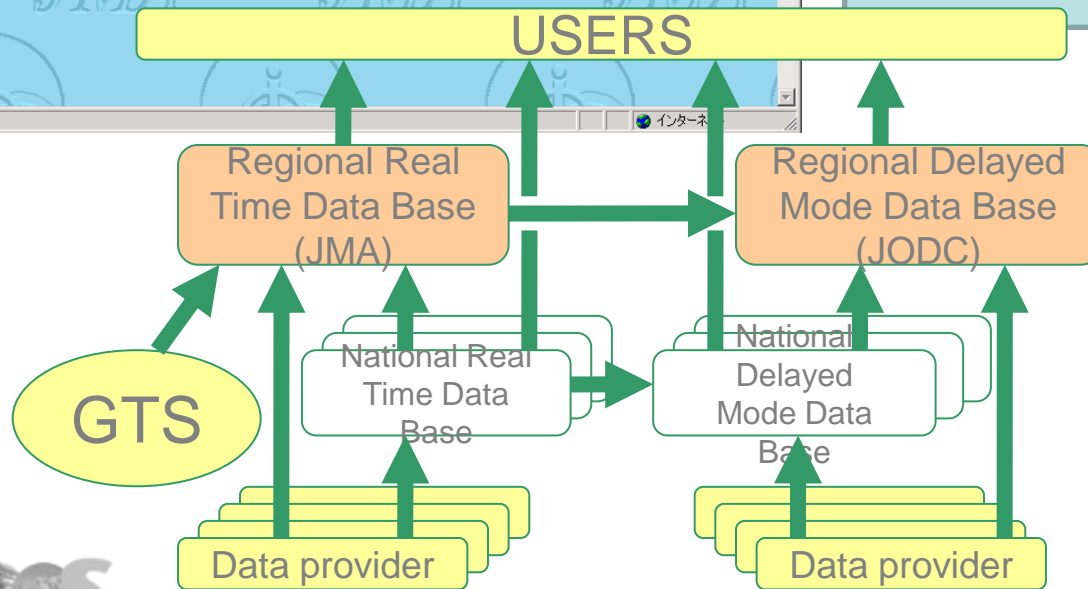 USERS
インターネ
Regional Real
Time Data Base
(JMA)
Regional Delayed
Mode Data Base
(JODC)
National Real
Time Data
Base
National
Delayed
Mode Data
Base
GTS
Data provider
Data provider